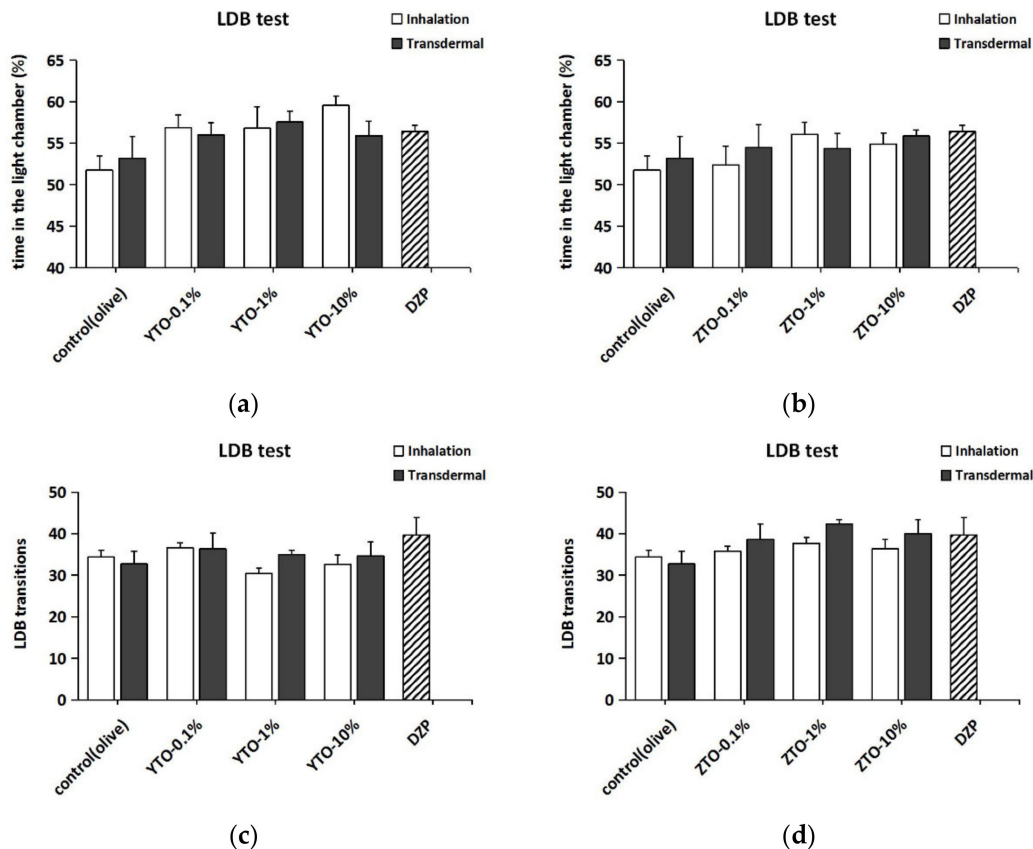 LDB test
Inhalation
Transdermal
time in the light chamber (%)
65
60
55
50
45
40
control(olive)
YTO-0.1%
YTO-1%
YTO-10%
DZP
(a)
LDB test
Inhalation
Transdermal
time in the light chamber (%)
65
60
55
50
45
40
control(olive)
ZTO-0.1%
ZTO-1%
ZTO-10%
DZP
(b)
LDB test
Inhalation
Transdermal
LDB transitions
50
40
30
20
10
0
control(olive)
YTO-0.1%
YTO-1%
YTO-10%
DZP
(c)
LDB test
Inhalation
Transdermal
LDB transitions
50
40
30
20
10
0
control(olive)
ZTO-0.1%
ZTO-1%
ZTO-10%
DZP
(d)